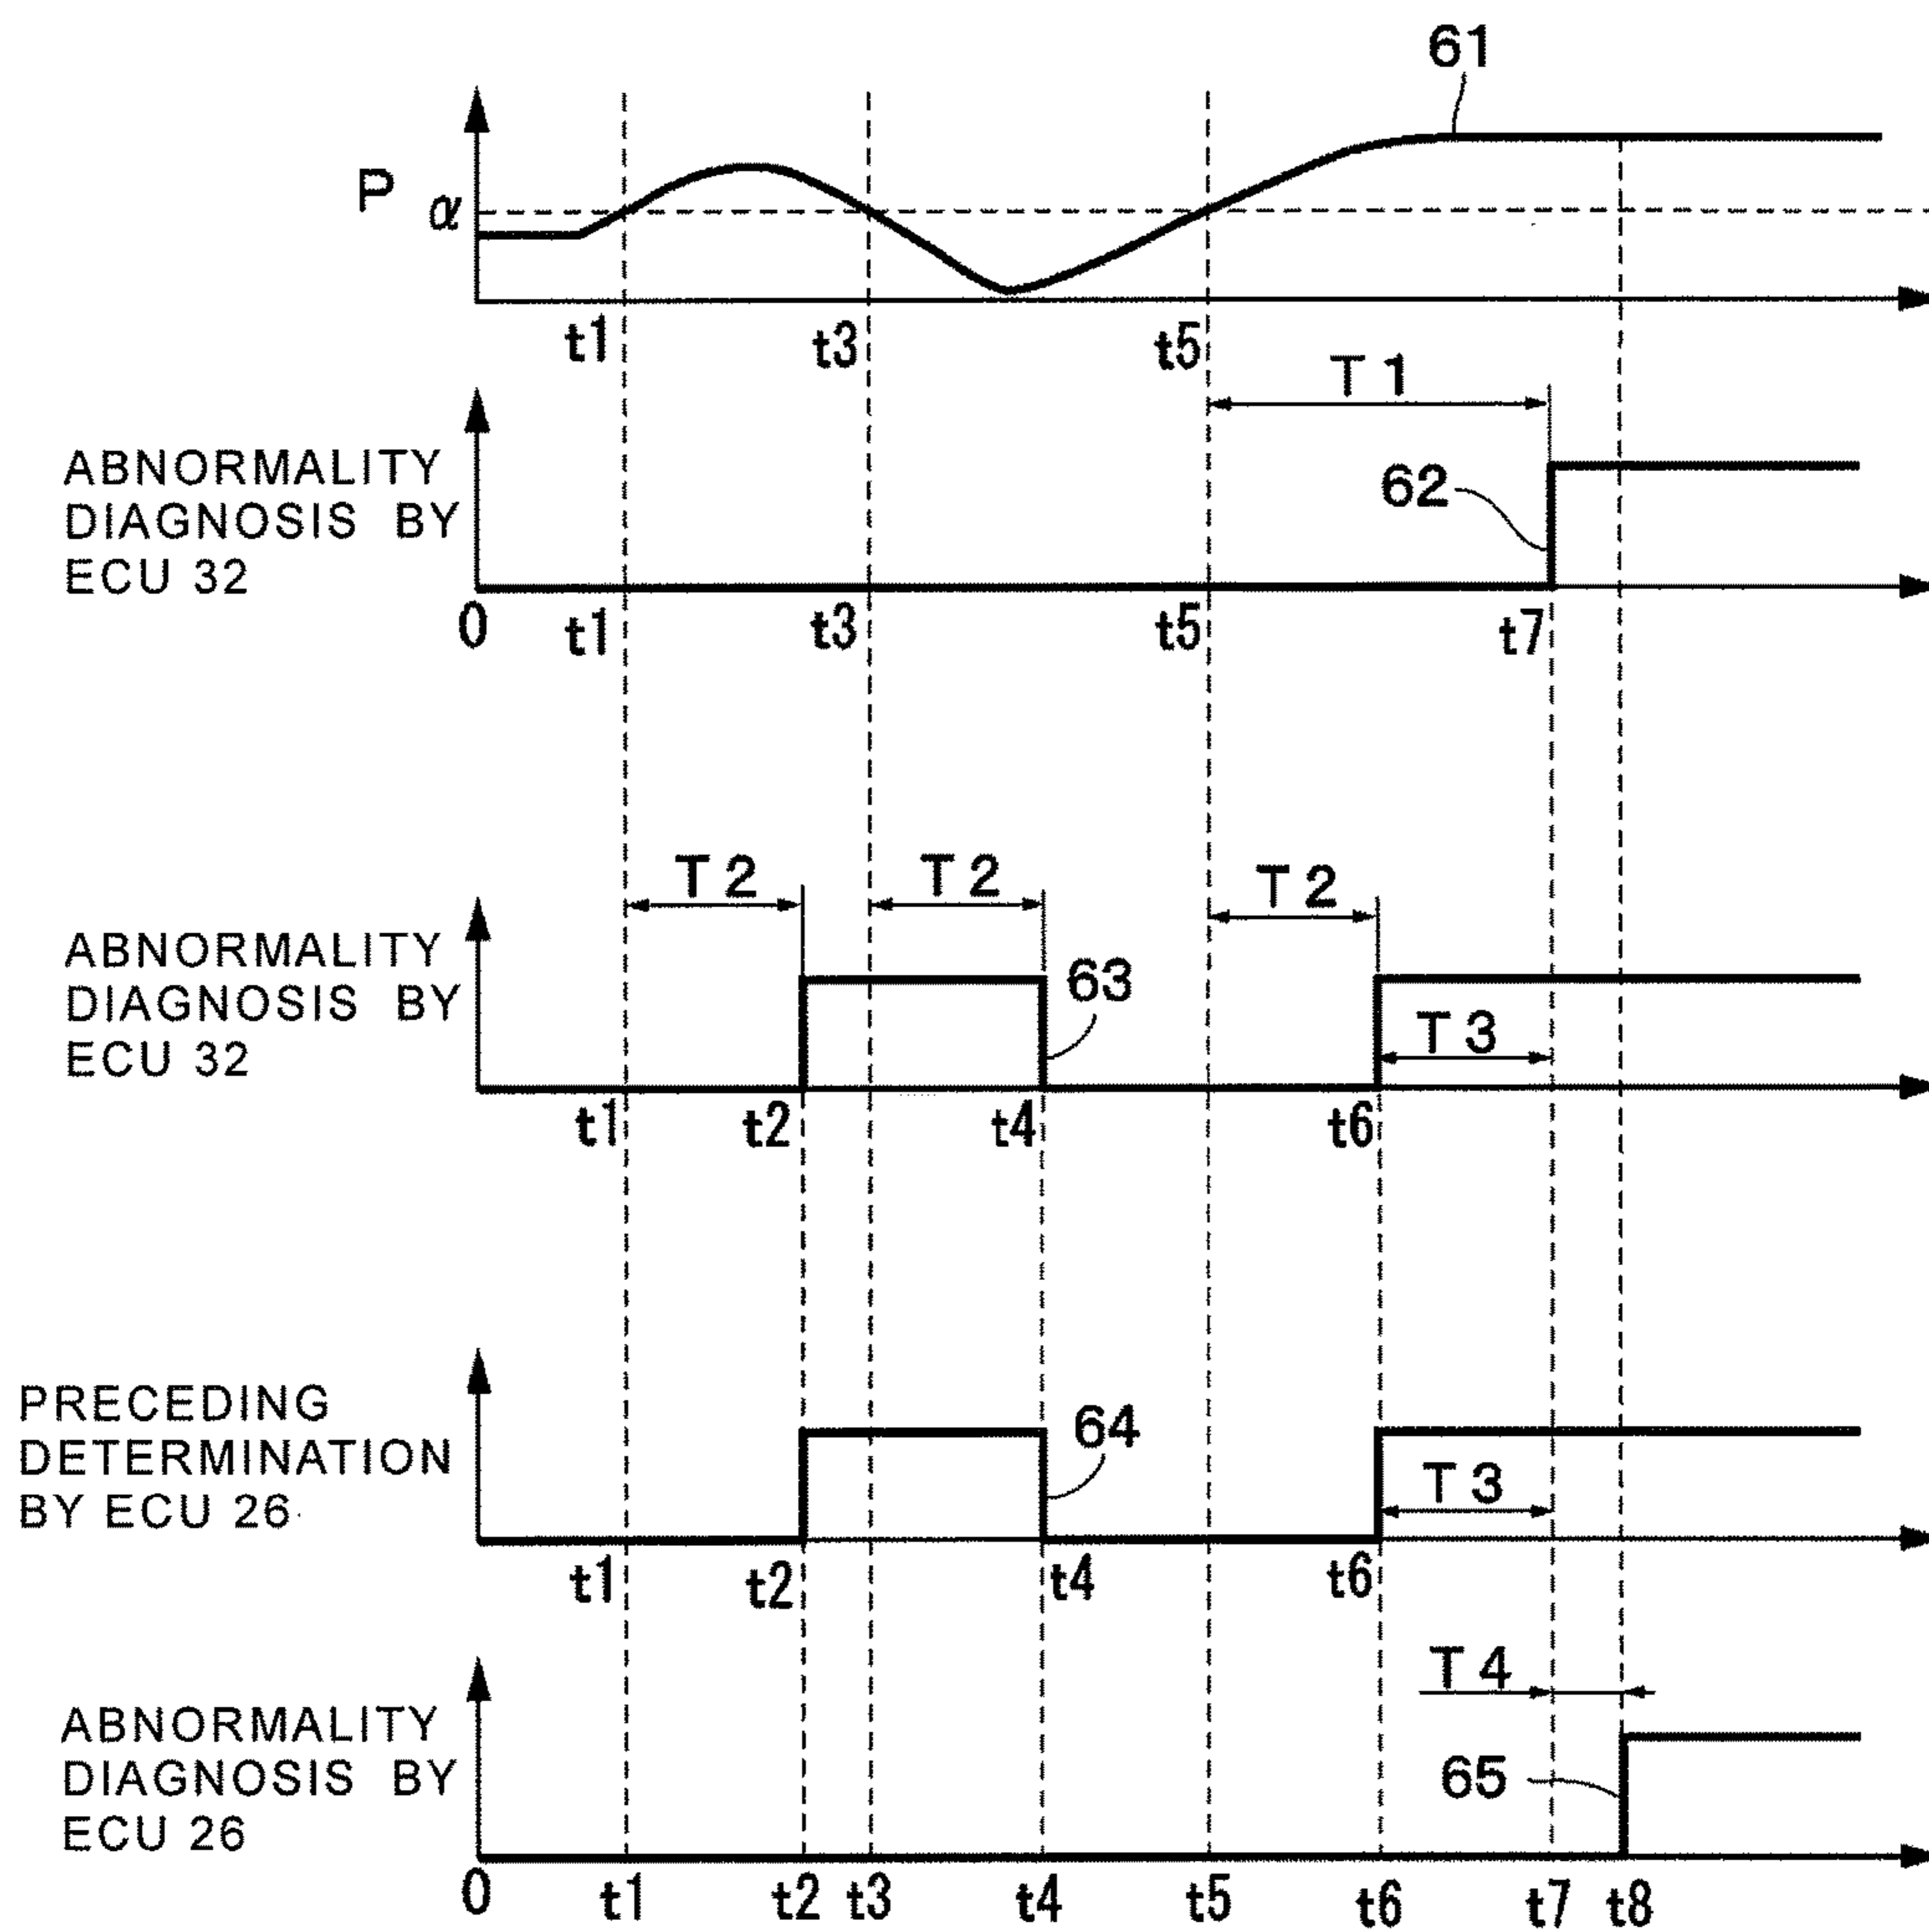 61
P
α
t1 t3 t5
T1
ABNORMALITY
DIAGNOSIS BY
ECU 32
62
0 t1 t3 t5 t7
T2 T2 T2
ABNORMALITY
DIAGNOSIS BY
ECU 32
63
T3
t1 t2 t4 t6
PRECEDING
DETERMINATION
BY ECU 26
64
T3
t1 t2 t4 t6
T4
ABNORMALITY
DIAGNOSIS BY
ECU 26
65
0 t1 t2 t3 t4 t5 t6 t7 t8